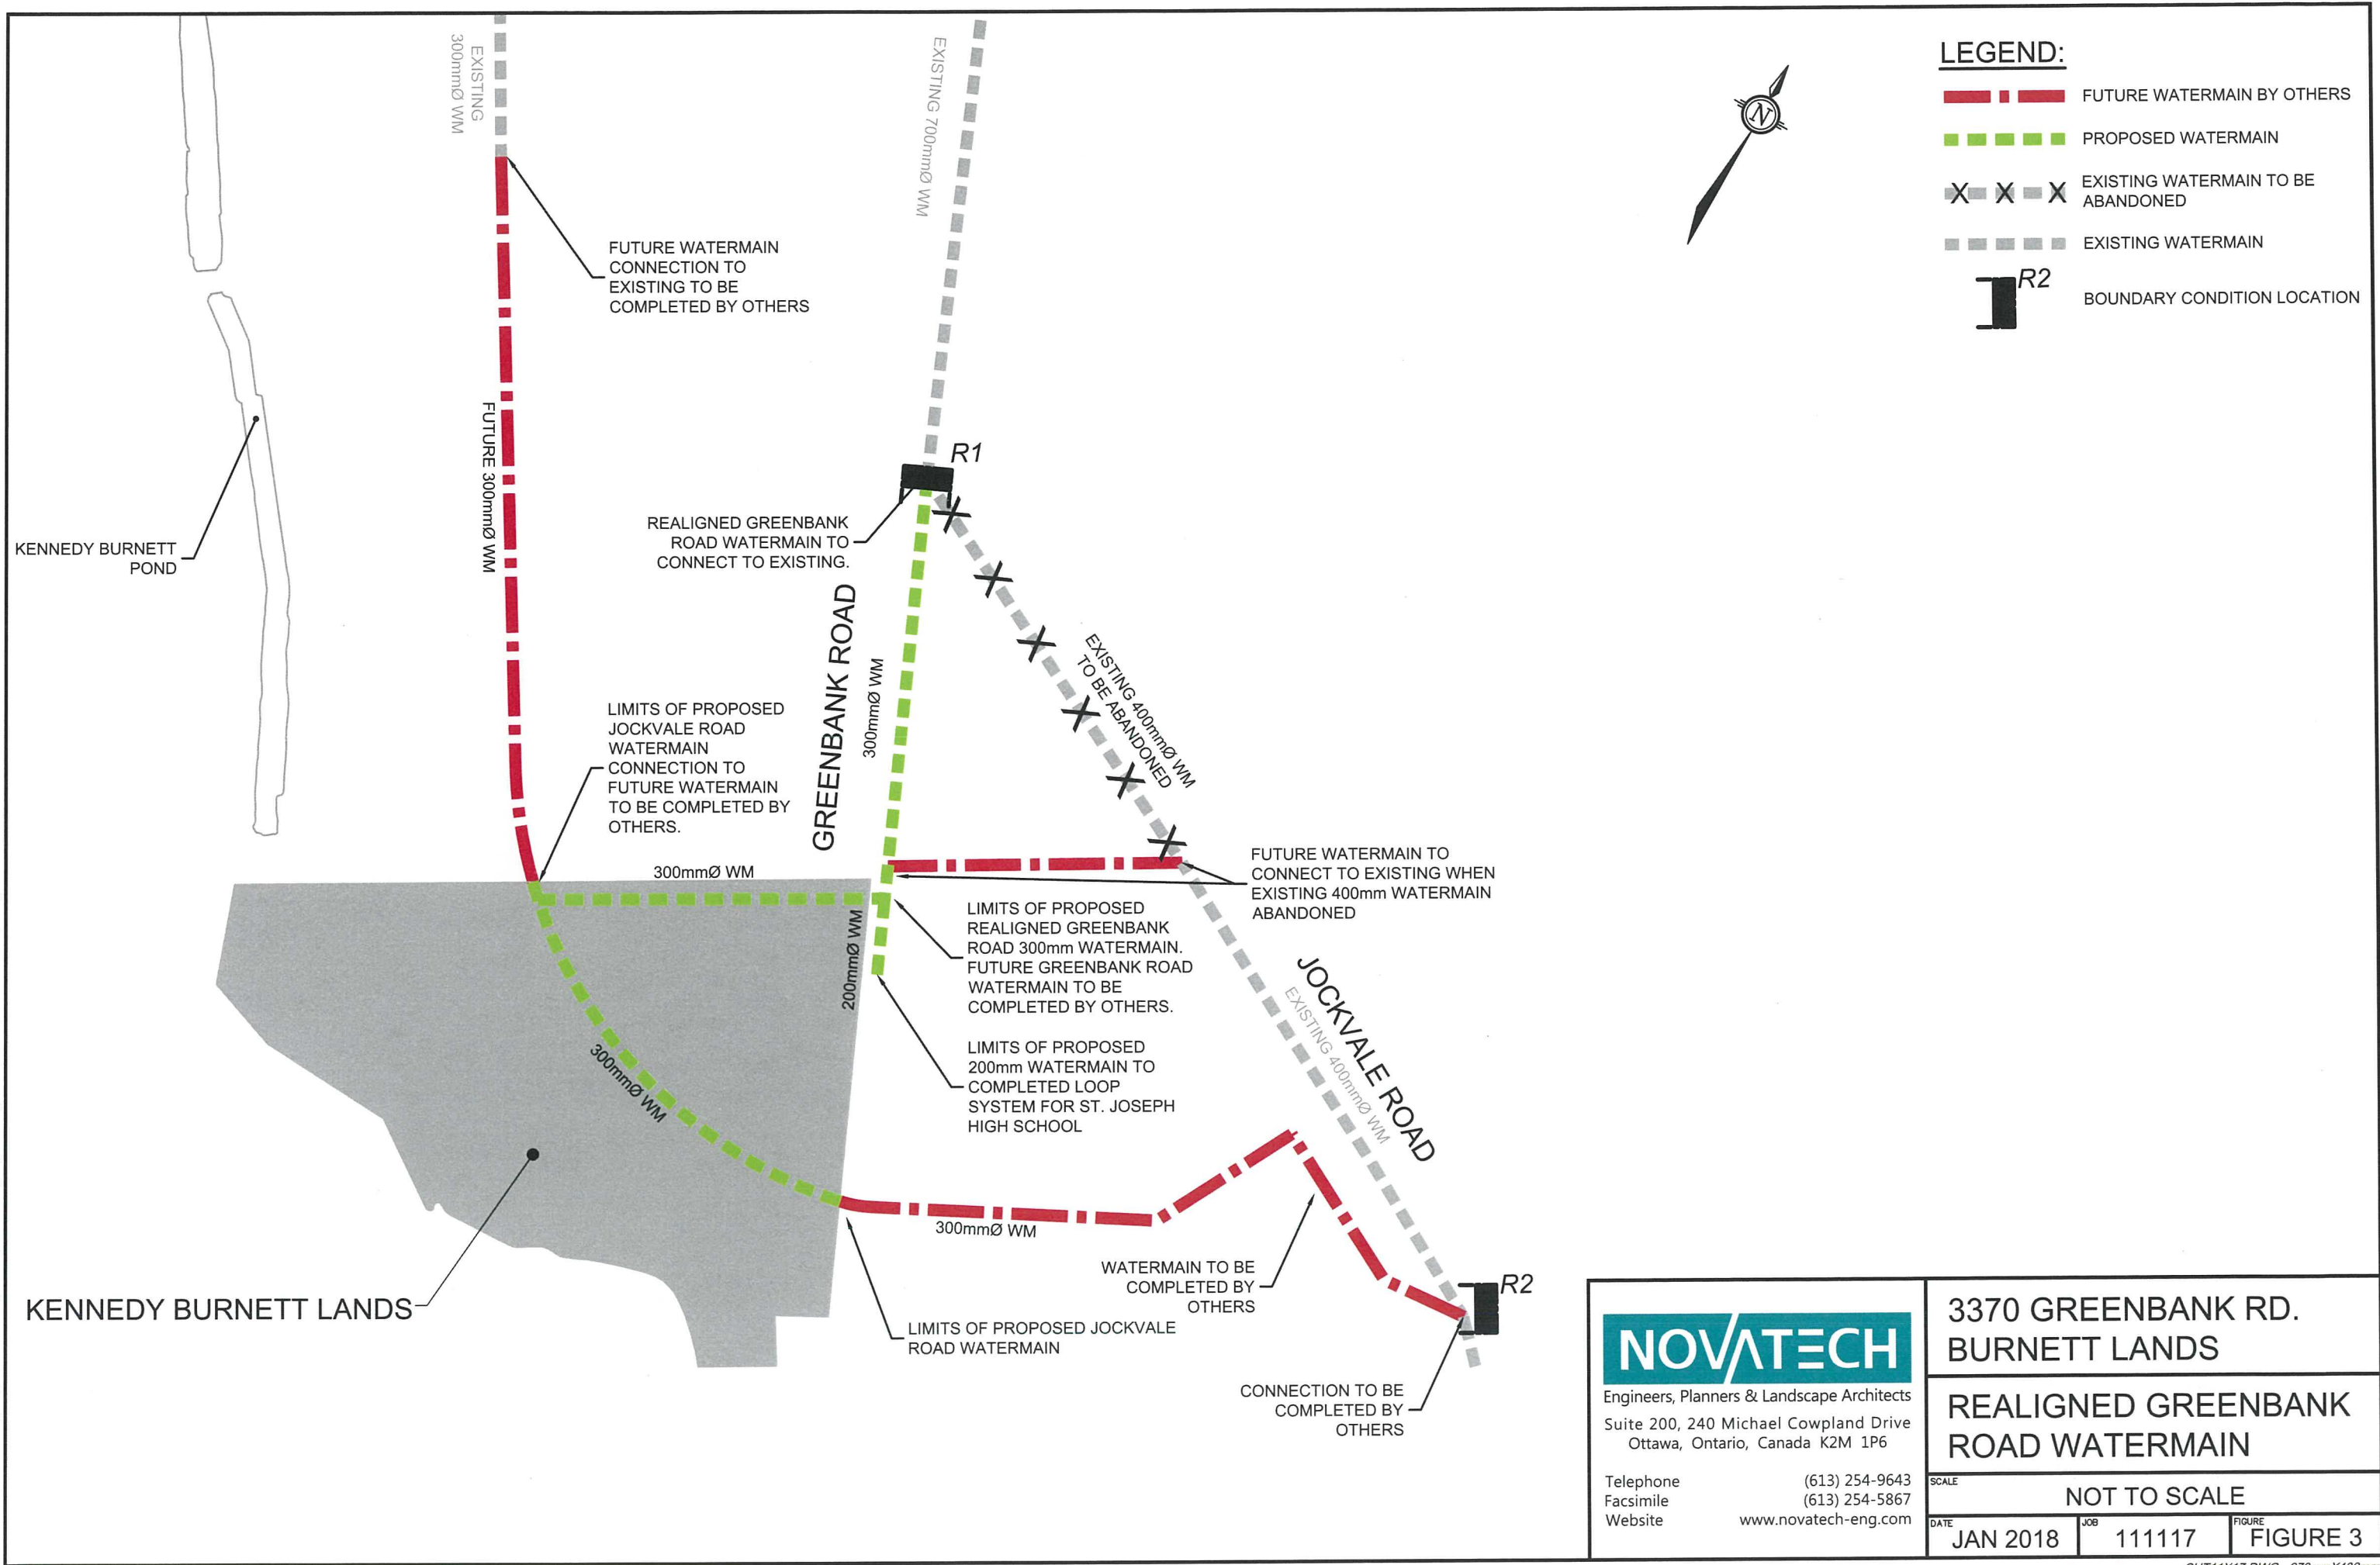 EXISTING
300mmØ WM
EXISTING 700mmØ WM
N
LEGEND:
FUTURE WATERMAIN BY OTHERS
PROPOSED WATERMAIN
X X X
EXISTING WATERMAIN TO BE
ABANDONED
EXISTING WATERMAIN
R2
BOUNDARY CONDITION LOCATION
FUTURE WATERMAIN
CONNECTION TO
EXISTING TO BE
COMPLETED BY OTHERS
FUTURE 300mmØ WM
R1
REALIGNED GREENBANK
ROAD WATERMAIN TO
CONNECT TO EXISTING.
KENNEDY BURNETT
POND
GREENBANK ROAD
300mmØ WM
EXISTING 400mmØ WM
TO BE ABANDONED
LIMITS OF PROPOSED
JOCKVALE ROAD
WATERMAIN
CONNECTION TO
FUTURE WATERMAIN
TO BE COMPLETED BY
OTHERS.
300mmØ WM
200mmØ WM
FUTURE WATERMAIN TO
CONNECT TO EXISTING WHEN
EXISTING 400mm WATERMAIN
ABANDONED
LIMITS OF PROPOSED
REALIGNED GREENBANK
ROAD 300mm WATERMAIN.
FUTURE GREENBANK ROAD
WATERMAIN TO BE
COMPLETED BY OTHERS.
LIMITS OF PROPOSED
200mm WATERMAIN TO
COMPLETED LOOP
SYSTEM FOR ST. JOSEPH
HIGH SCHOOL
JOCKVALE ROAD
EXISTING 400mmØ WM
300mmØ WM
300mmØ WM
WATERMAIN TO BE
COMPLETED BY
OTHERS
R2
KENNEDY BURNETT LANDS
LIMITS OF PROPOSED JOCKVALE
ROAD WATERMAIN
CONNECTION TO BE
COMPLETED BY
OTHERS
NOVATECH
Engineers, Planners & Landscape Architects
Suite 200, 240 Michael Cowpland Drive
Ottawa, Ontario, Canada K2M 1P6
Telephone (613) 254-9643
Facsimile (613) 254-5867
Website www.novatech-eng.com
3370 GREENBANK RD.
BURNETT LANDS
REALIGNED GREENBANK
ROAD WATERMAIN
SCALE
NOT TO SCALE
DATE JAN 2018
JOB 111117
FIGURE FIGURE 3